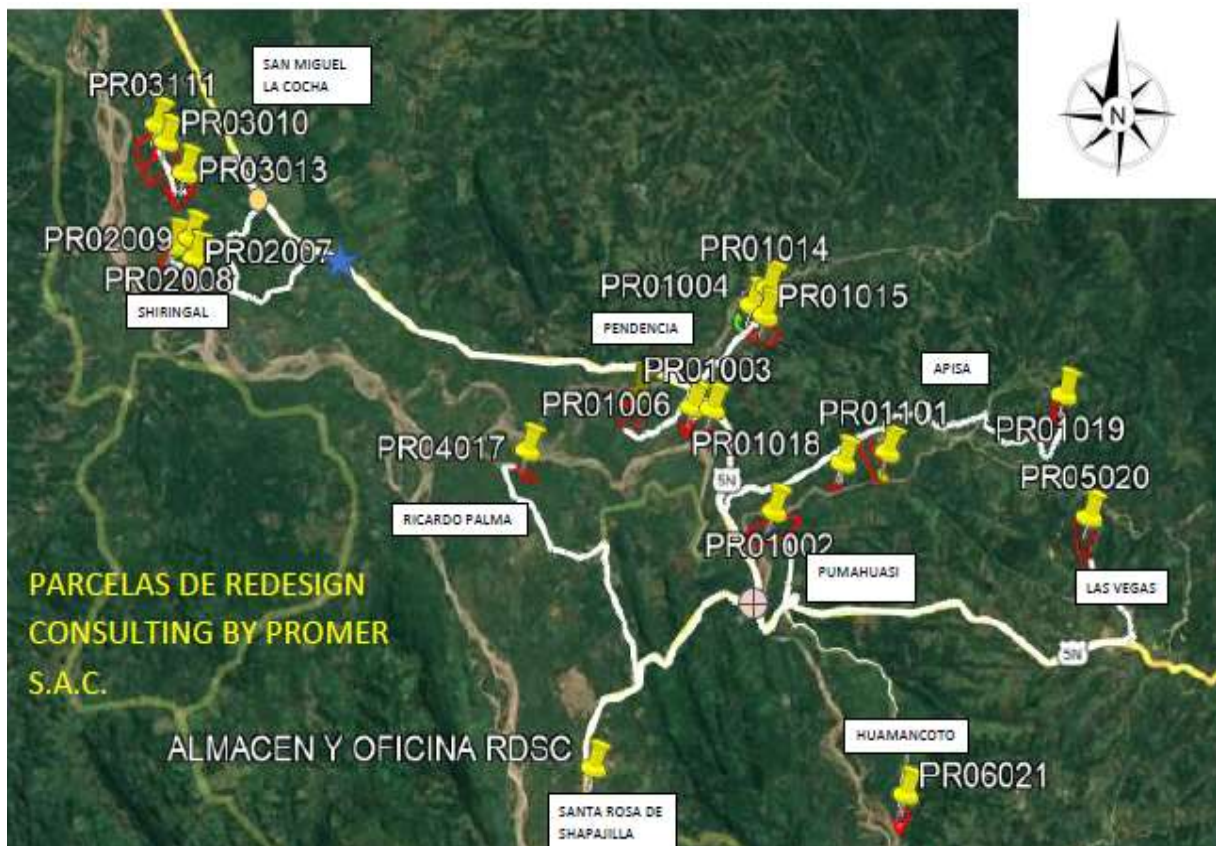 SAN MIGUEL
LA COCHA
N
PR03111
PR03010
PR03013
PR02009
PR02007
PR02008
SHIRINGAL
PR01014
PR01004
PR01015
PENDENCIA
PR01003
APISA
PR01006
PR01101
PR01018
PR01019
PR04017
5N
PR05020
RICARDO PALMA
PR01002
PUMAHUASI
LAS VEGAS
PARCELAS DE REDESIGN
CONSULTING BY PROMER
S.A.C.
5N
ALMACEN Y OFICINA RDSC
HUAMANCOTO
PR06021
SANTA ROSA DE
SHAPAJILLA